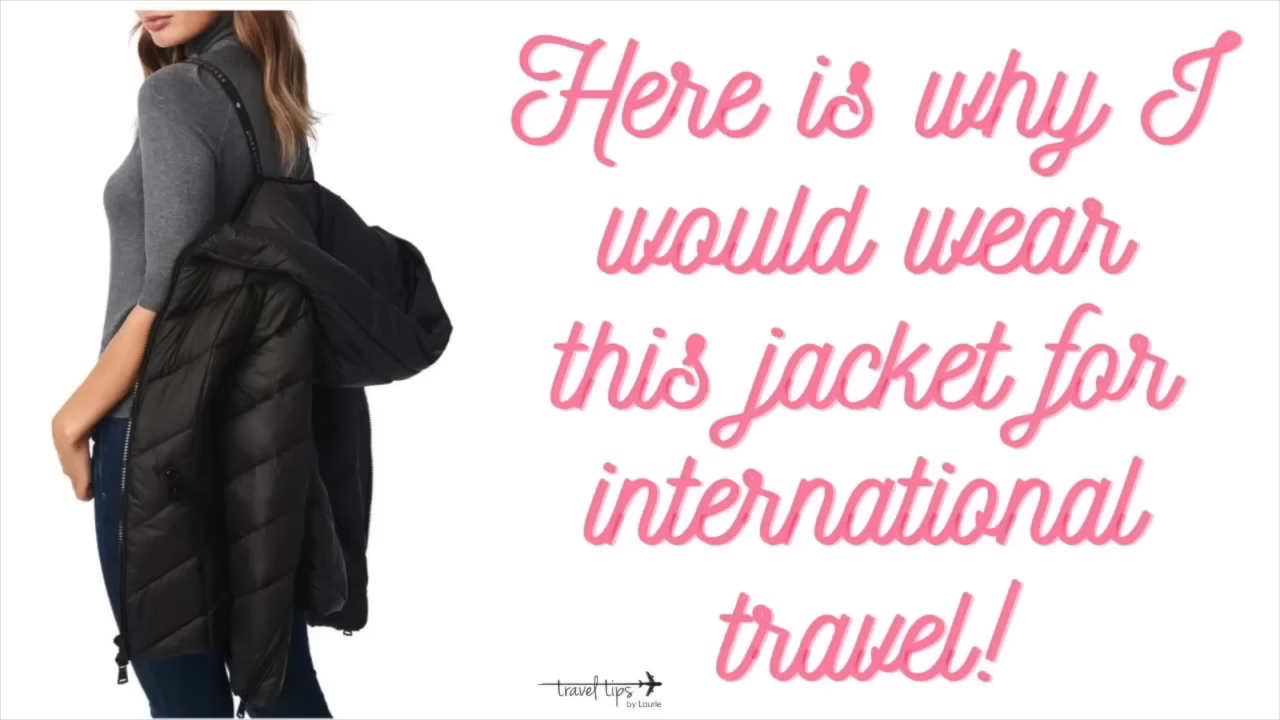 Here is why I
would wear
this jacket for
international
travel!
travel tips
by Laurie